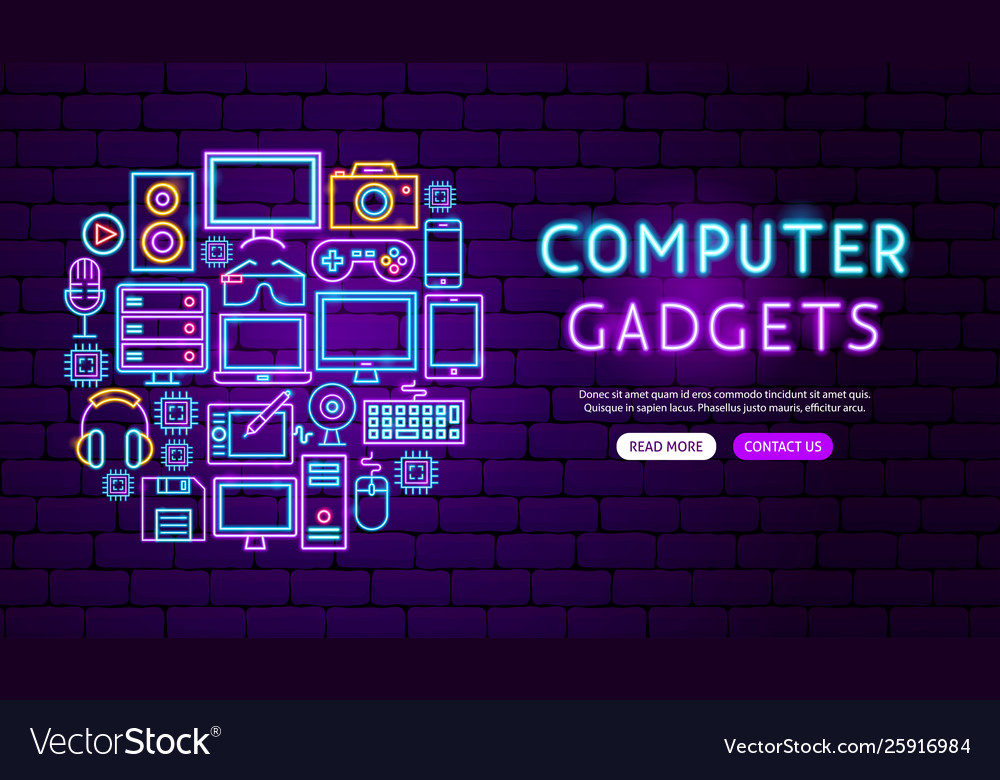 COMPUTER
GADGETS
Donec sit amet quam id eros commodo tincidunt sit amet quis.
Quisque in sapien lacus. Phasellus justo mauris, efficitur arcu.
READ MORE CONTACT US
VectorStock® VectorStock.com/25916984